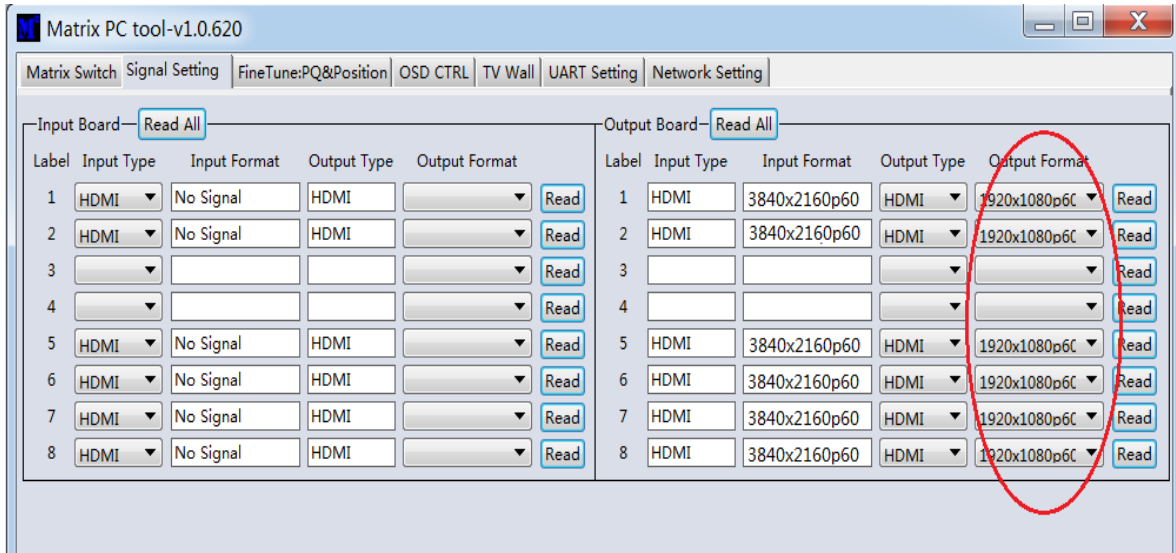 Matrix PC tool-v1.0.620
Matrix Switch Signal Setting FineTune:PQ&Position OSD CTRL TV Wall UART Setting Network Setting
Input Board Read All Output Board Read All
Label Input Type Input Format Output Type Output Format Label Input Type Input Format Output Type Output Format
1 HDMI No Signal HDMI Read 1 HDMI 3840x2160p60 HDMI 1920x1080p60 Read
2 HDMI No Signal HDMI Read 2 HDMI 3840x2160p60 HDMI 1920x1080p60 Read
3 Read 3 Read
4 Read 4 Read
5 HDMI No Signal HDMI Read 5 HDMI 3840x2160p60 HDMI 1920x1080p60 Read
6 HDMI No Signal HDMI Read 6 HDMI 3840x2160p60 HDMI 1920x1080p60 Read
7 HDMI No Signal HDMI Read 7 HDMI 3840x2160p60 HDMI 1920x1080p60 Read
8 HDMI No Signal HDMI Read 8 HDMI 3840x2160p60 HDMI 1920x1080p60 Read